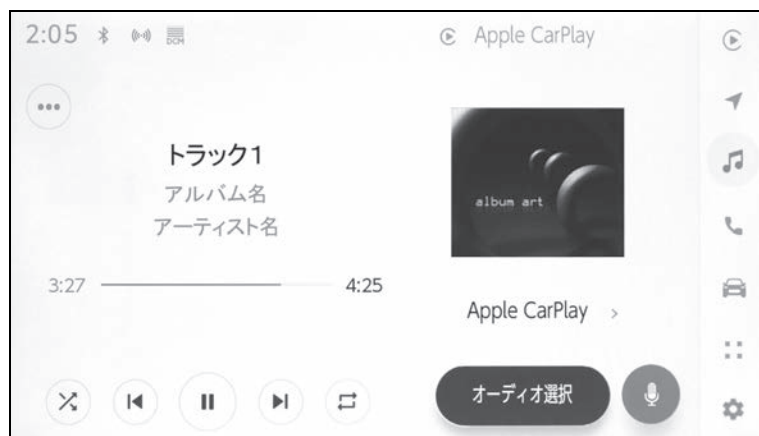 2:05
DCM
Apple CarPlay
トラック1
アルバム名
アーティスト名
3:27
4:25
album art
Apple CarPlay
オーディオ選択